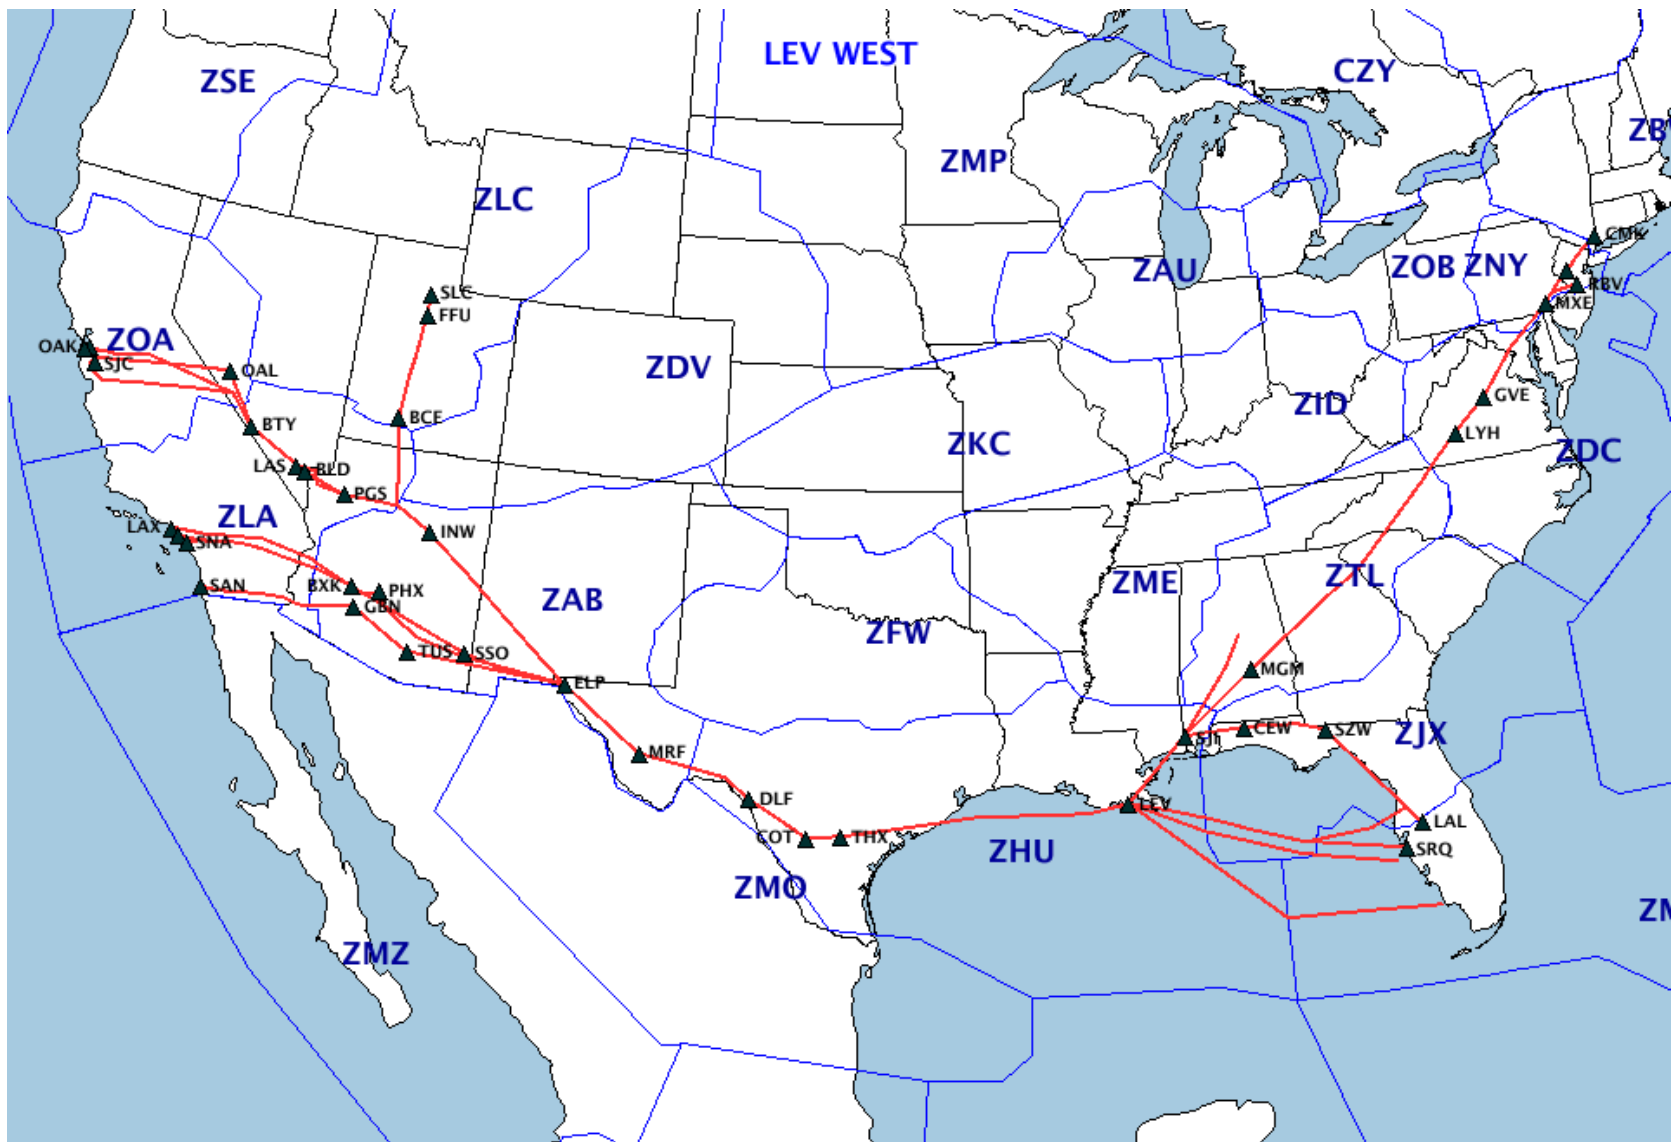 LEV WEST
CZY
ZSE
ZB
ZMP
ZLC
CMK
ZAU
ZOB
ZNY
RBV
MXE
SLC
FFU
OAK
ZOA
SJC
OAL
ZDV
GVE
ZID
BCE
BTY
LYH
ZKC
ZDC
LAS
BLD
PGS
LAX
ZLA
SNA
INW
ZME
ZTL
SAN
BXK
PHX
GBN
ZAB
ZFW
TUS
SSO
MGM
ELP
SJI
CEW
SZW
ZJX
MRF
DLF
LEV
COT
THX
LAL
ZHU
SRQ
ZMO
ZM
ZMZ